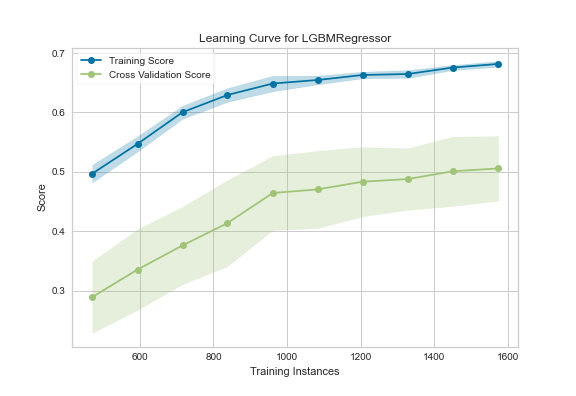 Learning Curve for LGBMRegressor
Training Score
Cross Validation Score
0.7
0.6
0.5
0.4
0.3
Score
600 800 1000 1200 1400 1600
Training Instances